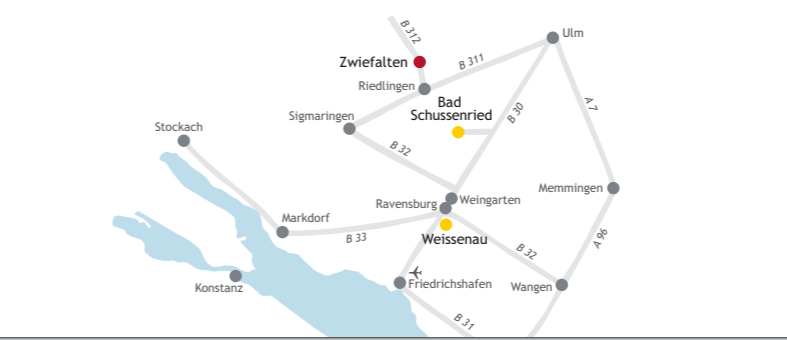 B 312
Ulm
Zwiefalten
B 311
Riedlingen
Bad
Schussenried
A 7
B 30
Sigmaringen
Stockach
B 32
Memmingen
Weingarten
Ravensburg
Markdorf
B 33
Weissenau
A 96
B 32
Konstanz
Friedrichshafen
Wangen
B 31